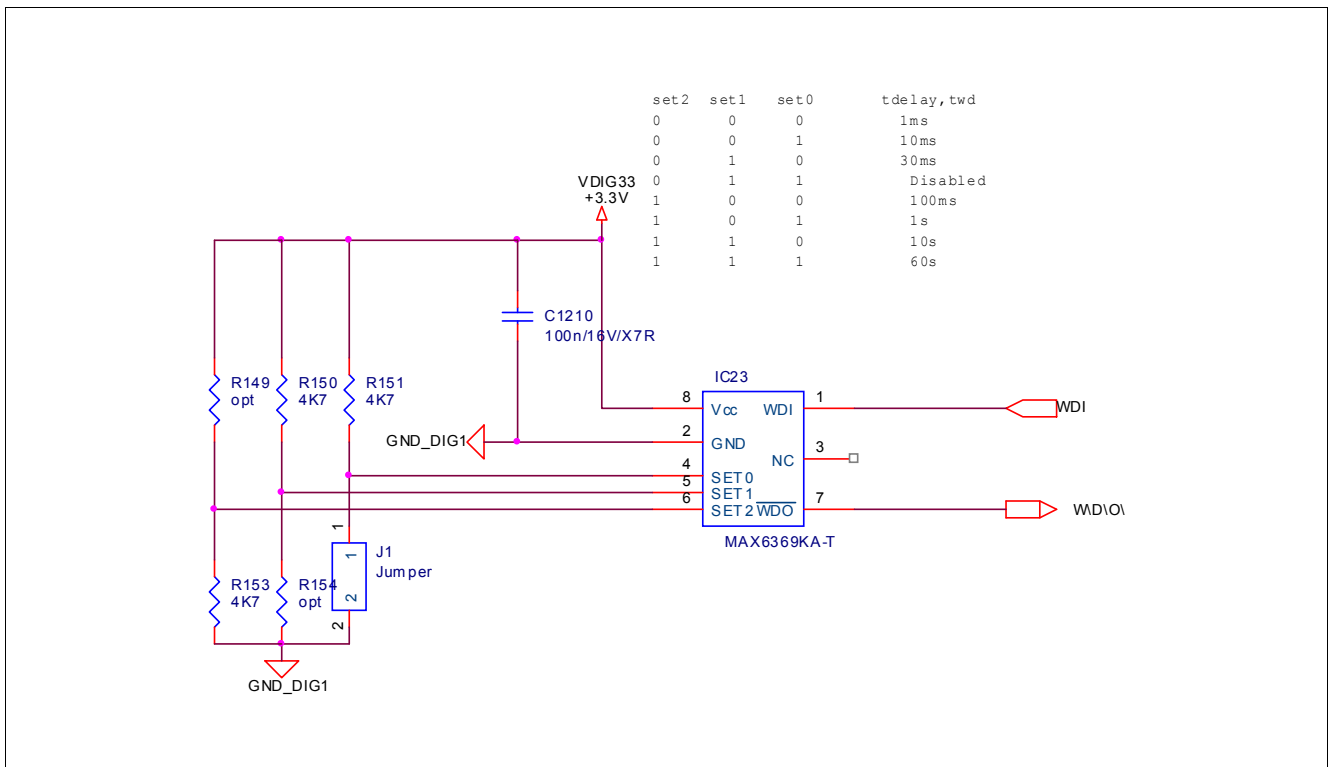 set2 set1 set0 tdelay,twd
0 0 0 1ms
0 0 1 10ms
0 1 0 30ms
0 1 1 Disabled
1 0 0 100ms
1 0 1 1s
1 1 0 10s
1 1 1 60s
VDIG33
+3.3V
C1210
100n/16V/X7R
R149
opt
R150
4K7
R151
4K7
IC23
8 Vcc WDI 1 WDI
GND_DIG1 2 GND
NC 3
4 SET0
5 SET1
6 SET2 WDO 7 W\D\O\
MAX6369KA-T
1
1
J1
Jumper
2
2
R153
4K7
R154
opt
GND_DIG1